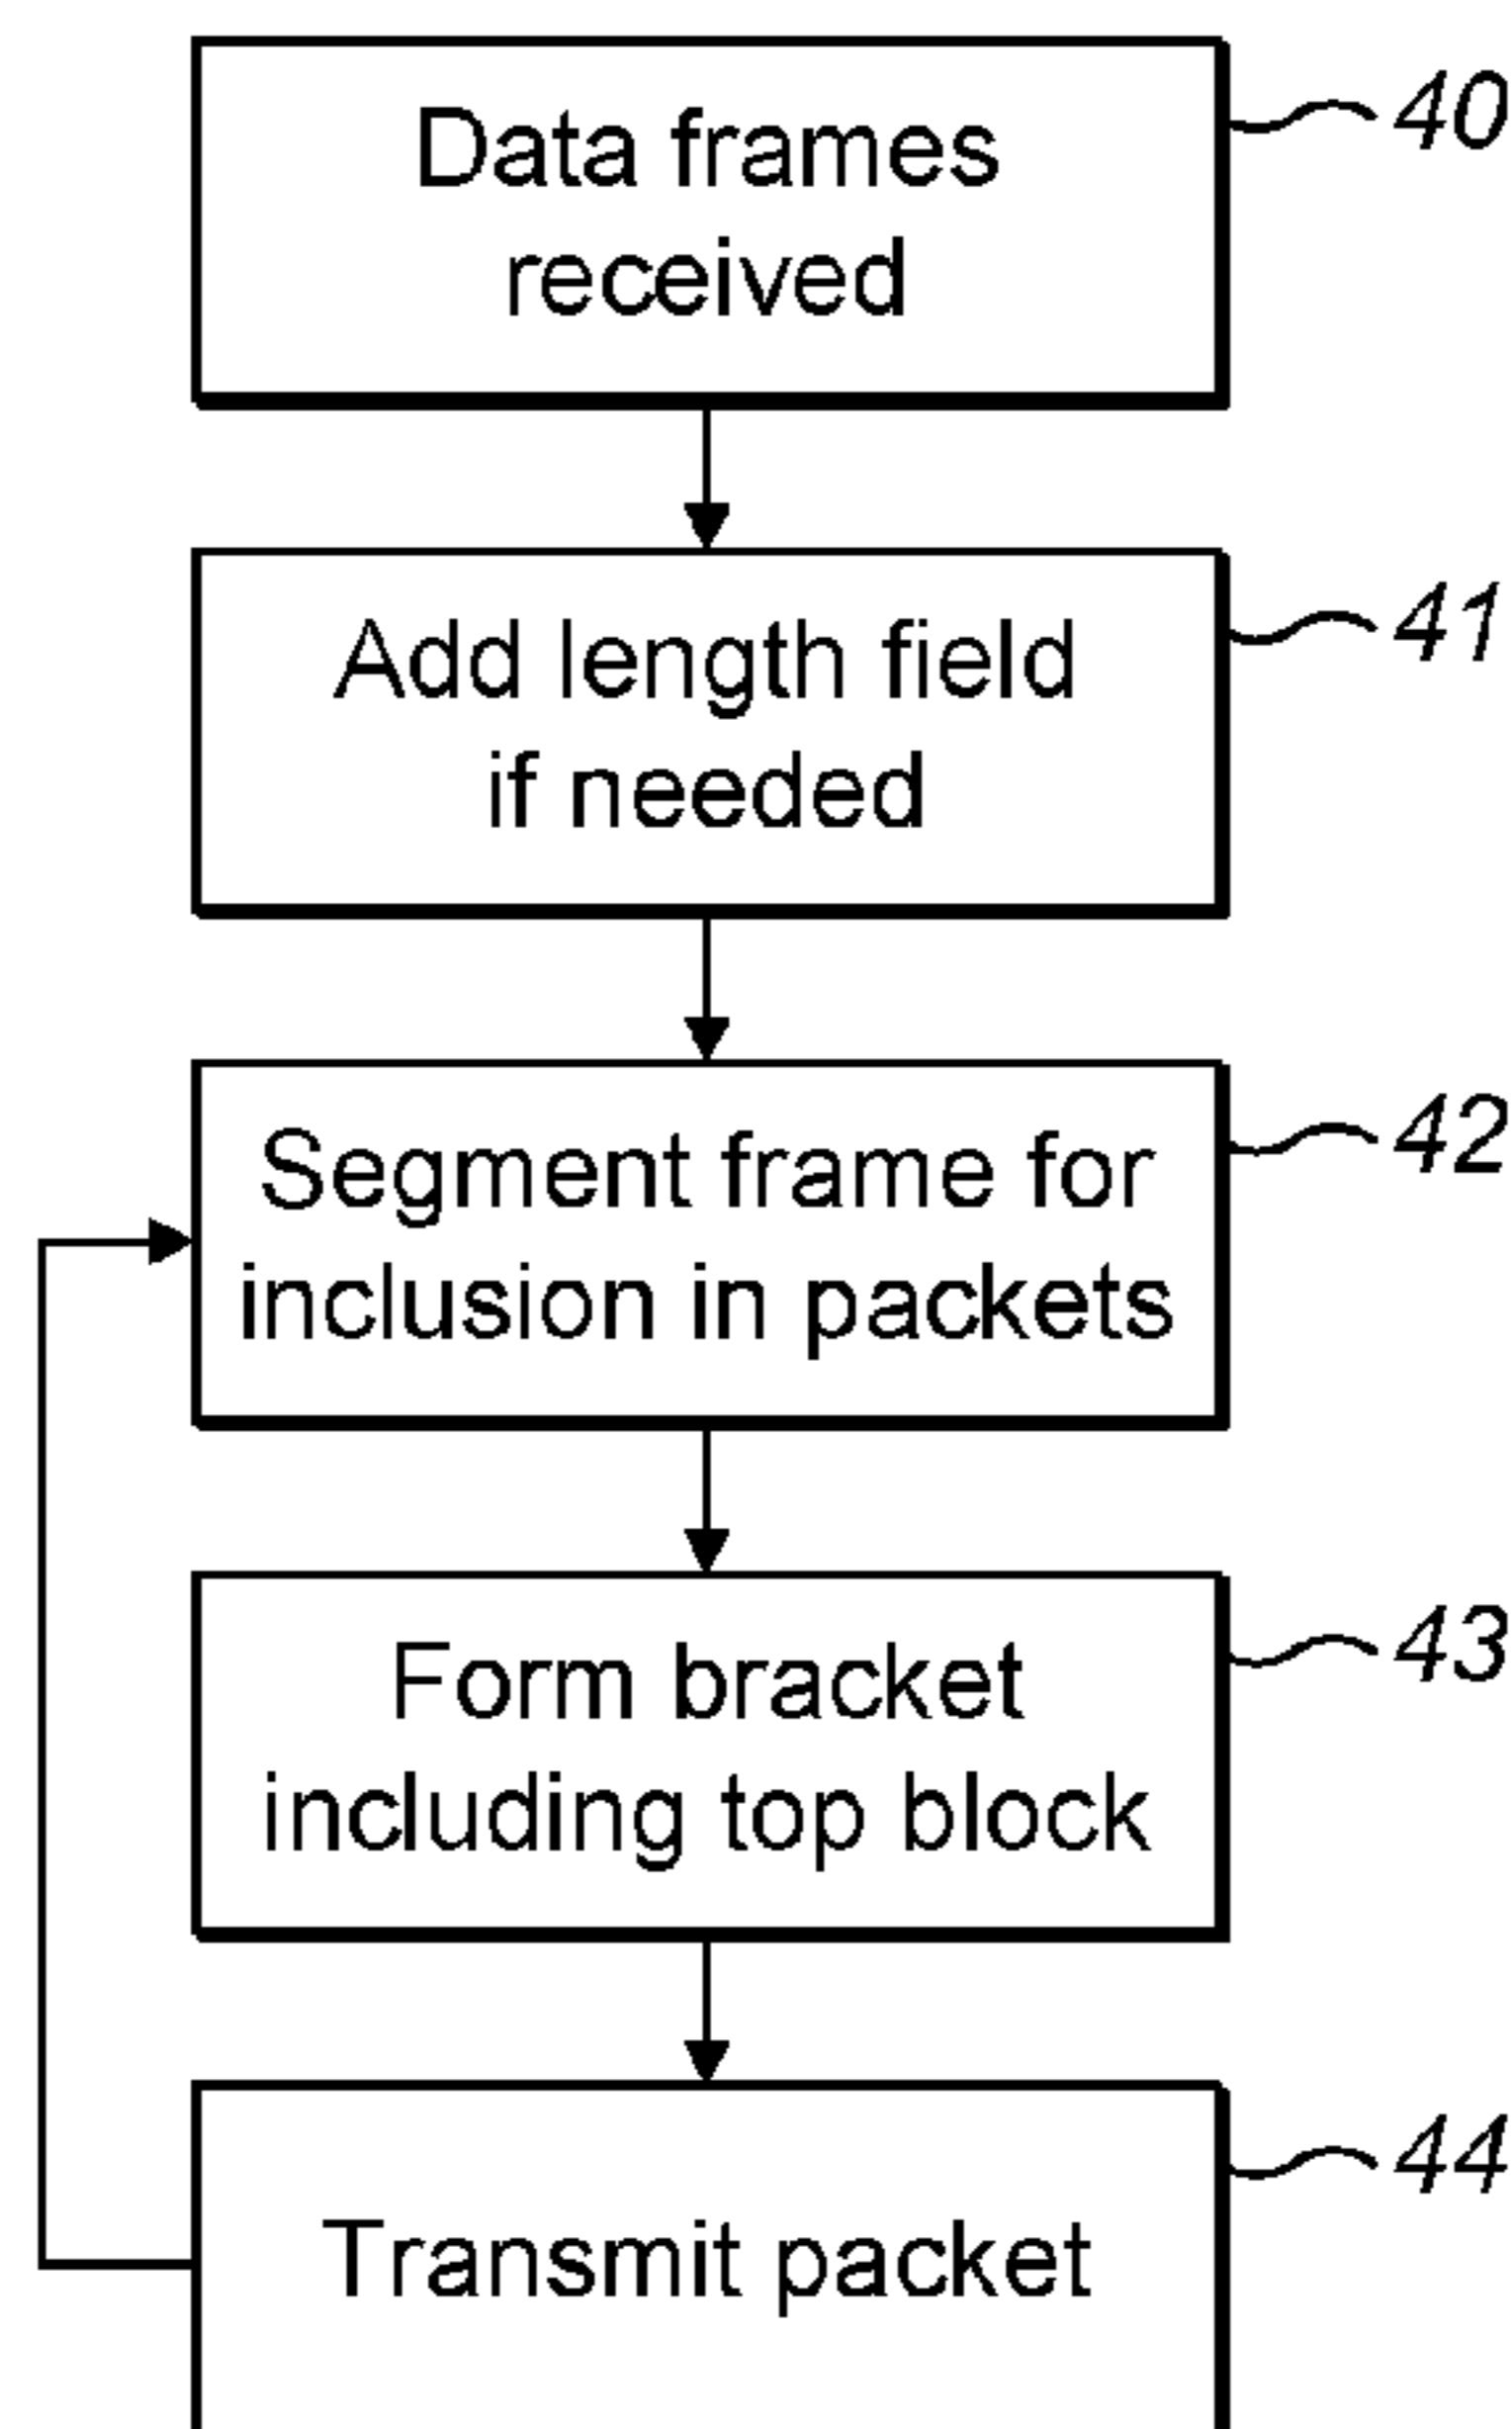 Data frames
received
40
Add length field
if needed
41
Segment frame for
inclusion in packets
42
Form bracket
including top block
43
Transmit packet
44